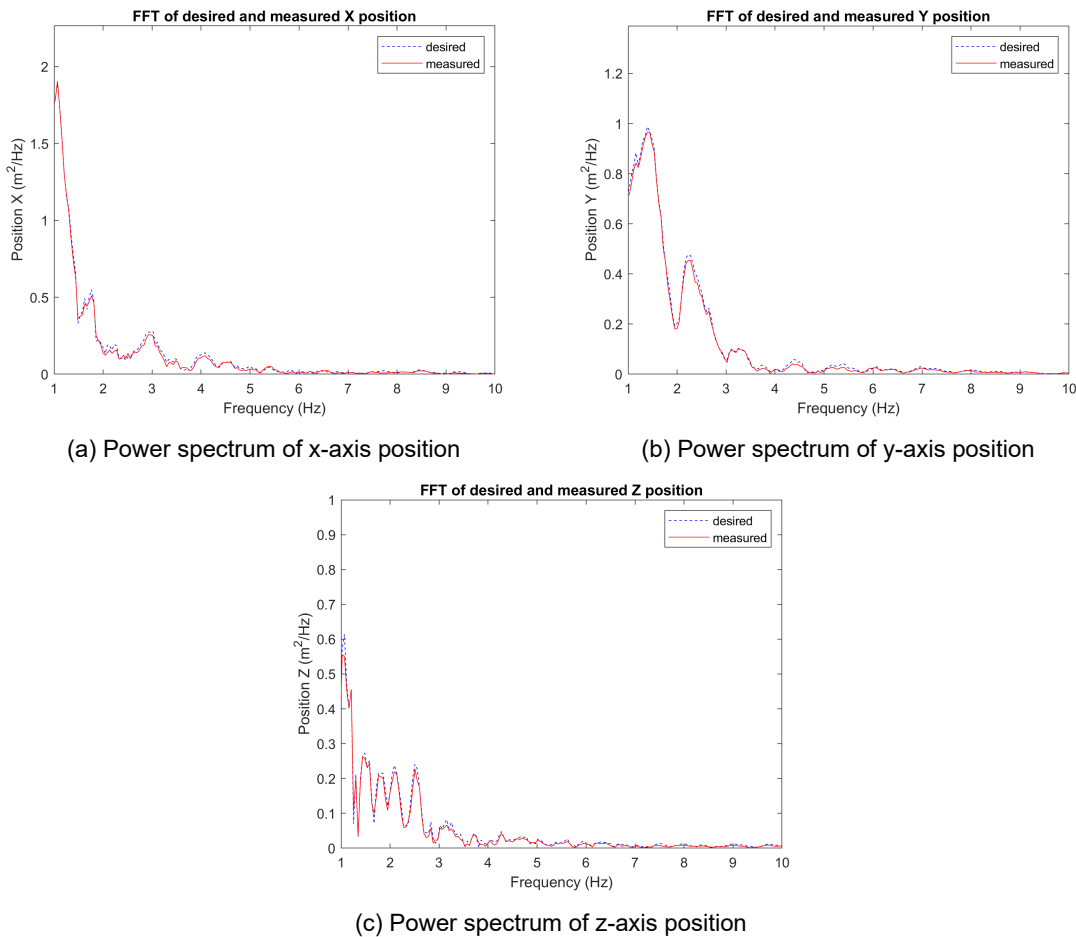 FFT of desired and measured X position
desired
measured
2
1.5
1
0.5
0
Position X (m²/Hz)
1 2 3 4 5 6 7 8 9 10
Frequency (Hz)
(a) Power spectrum of x-axis position
FFT of desired and measured Y position
desired
measured
1.2
1
0.8
0.6
0.4
0.2
0
Position Y (m²/Hz)
1 2 3 4 5 6 7 8 9 10
Frequency (Hz)
(b) Power spectrum of y-axis position
FFT of desired and measured Z position
desired
measured
1
0.9
0.8
0.7
0.6
0.5
0.4
0.3
0.2
0.1
0
Position Z (m²/Hz)
1 2 3 4 5 6 7 8 9 10
Frequency (Hz)
(c) Power spectrum of z-axis position